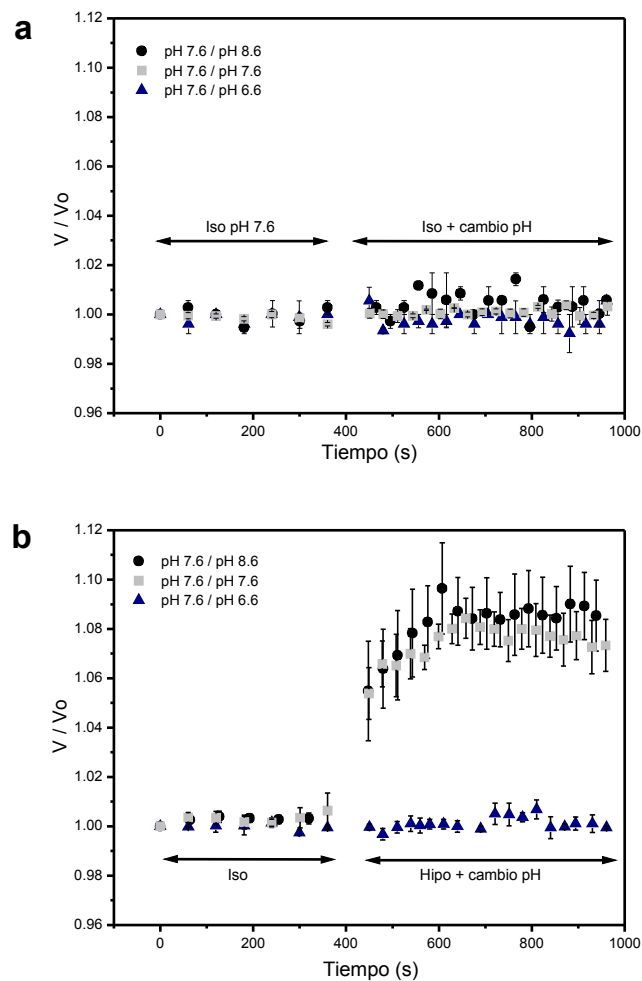 a
1.12
1.10
1.08
1.06
1.04
1.02
1.00
0.98
0.96
V / Vo
pH 7.6 / pH 8.6
pH 7.6 / pH 7.6
pH 7.6 / pH 6.6
Iso pH 7.6
Iso + cambio pH
0 200 400 600 800 1000
Tiempo (s)
b
1.12
1.10
1.08
1.06
1.04
1.02
1.00
0.98
0.96
V / Vo
pH 7.6 / pH 8.6
pH 7.6 / pH 7.6
pH 7.6 / pH 6.6
Iso
Hipo + cambio pH
0 200 400 600 800 1000
Tiempo (s)